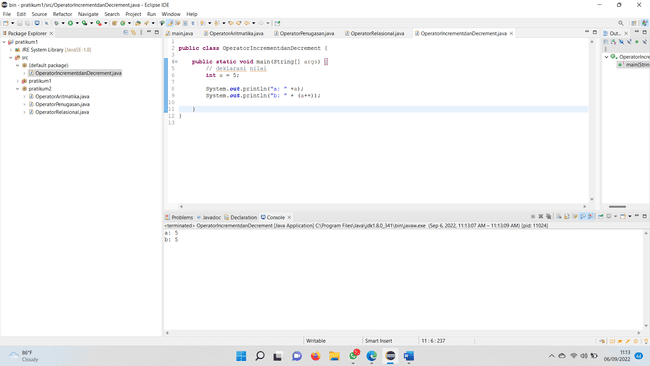 bin - pratikum1/src/OperatorIncrementdanDecrement.java - Eclipse IDE
File Edit Source Refactor Navigate Search Project Run Window Help
Package Explorer
pratikum1
JRE System Library [JavaSE-1.8]
src
(default package)
OperatorIncrementdanDecrement.java
pratikum1
pratikum2
OperatorAritmatika.java
OperatorPenugasan.java
OperatorRelasional.java
main.java OperatorAritmatika.java OperatorPenugasan.java OperatorRelasional.java OperatorIncrementdanDecrement.java
1
2 public class OperatorIncrementdanDecrement {
3
4 public static void main(String[] args) {
5 // deklarasi nilai
6 int a = 5;
7
8 System.out.println("a: " +a);
9 System.out.println("b: " + (a++));
10
11 }
12 }
13
Out...
OperatorIncre
main(String
Problems Javadoc Declaration Console
<terminated> OperatorIncrementdanDecrement [Java Application] C:\Program Files\Java\jdk1.8.0_341\bin\javaw.exe (Sep 6, 2022, 11:13:07 AM – 11:13:09 AM) [pid: 11024]
a: 5
b: 5
Writable Smart Insert 11 : 6 : 237
86°F
Cloudy
11:13
06/09/2022